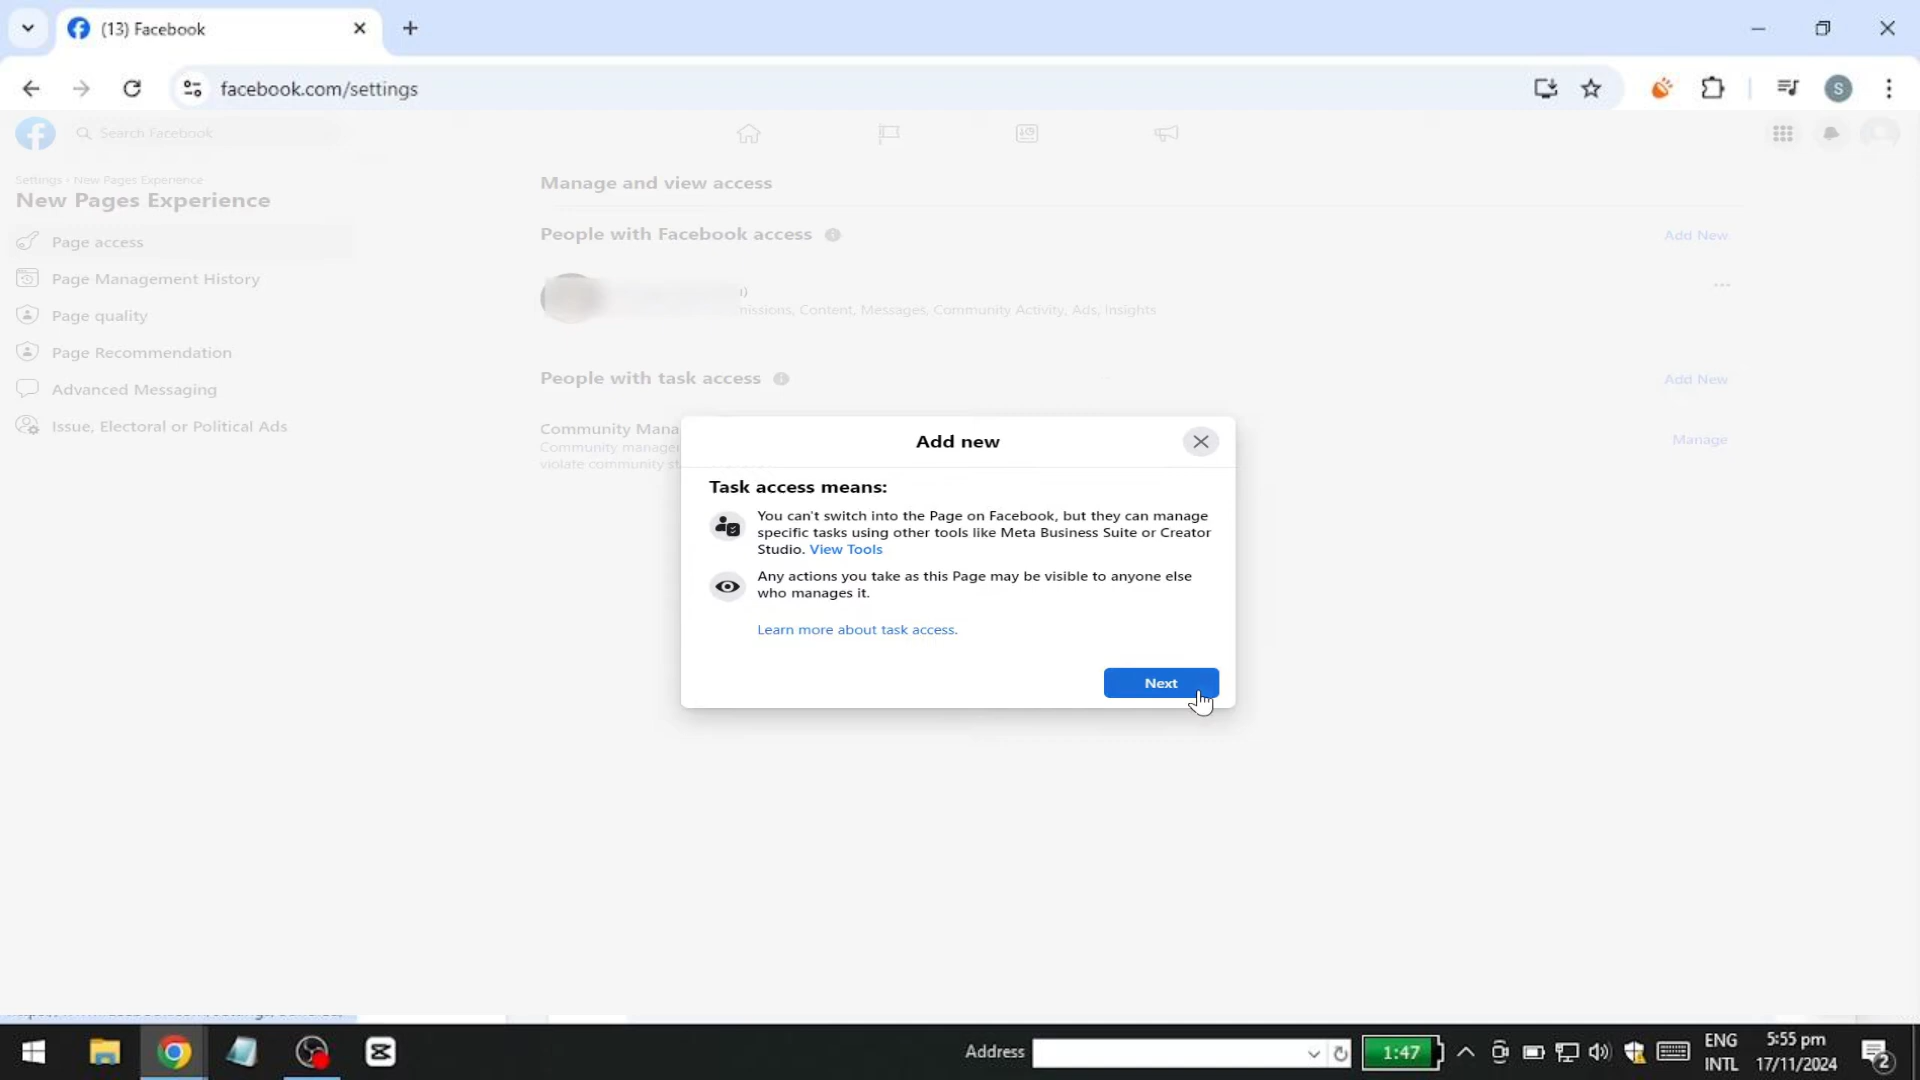 (13) Facebook
facebook.com/settings
S
Search Facebook
Settings › New Pages Experience
New Pages Experience
Page access
Page Management History
Page quality
Page Recommendation
Advanced Messaging
Issue, Electoral or Political Ads
Manage and view access
People with Facebook access
Add New
Content, Messages, Community Activity, Ads, Insights
People with task access
Add New
Community
Community
violate community
Manage
Add new
Task access means:
You can't switch into the Page on Facebook, but they can manage
specific tasks using other tools like Meta Business Suite or Creator
Studio. View Tools
Any actions you take as this Page may be visible to anyone else
who manages it.
Learn more about task access.
Next
Address
1:47
ENG
INTL
5:55 pm
17/11/2024
2